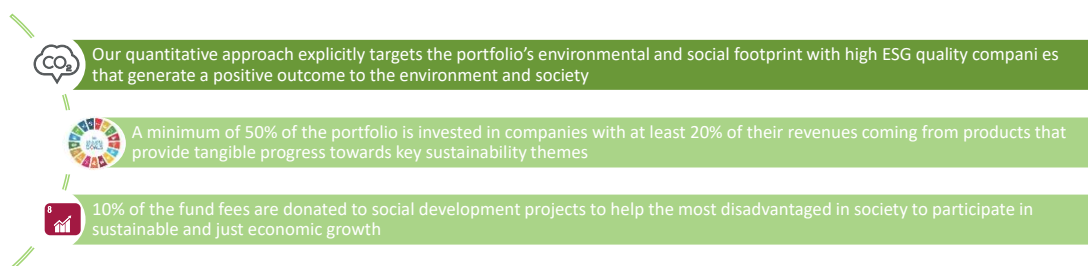 Our quantitative approach explicitly targets the portfolio's environmental and social footprint with high ESG quality compani es
CO2
that generate a positive outcome to the environment and society
A minimum of 50% of the portfolio is invested in companies with at least 20% of their revenues coming from products that
provide tangible progress towards key sustainability themes
8
10% of the fund fees are donated to social development projects to help the most disadvantaged in society to participate in
sustainable and just economic growth